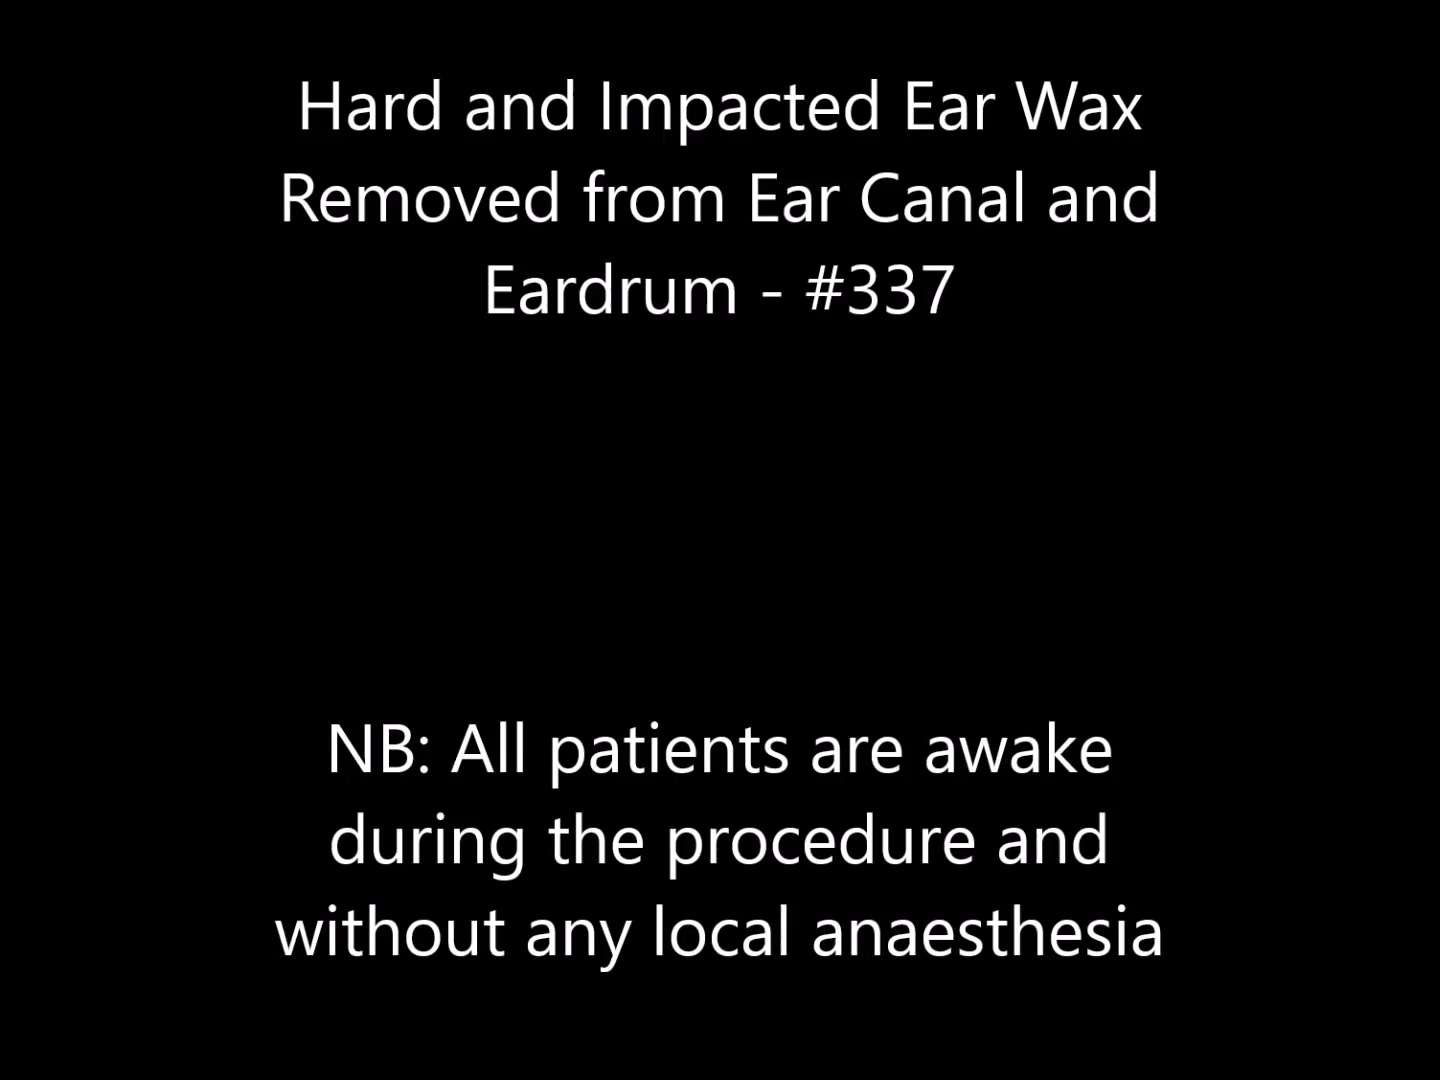 Hard and Impacted Ear Wax
Removed from Ear Canal and
Eardrum - #337
NB: All patients are awake
during the procedure and
without any local anaesthesia